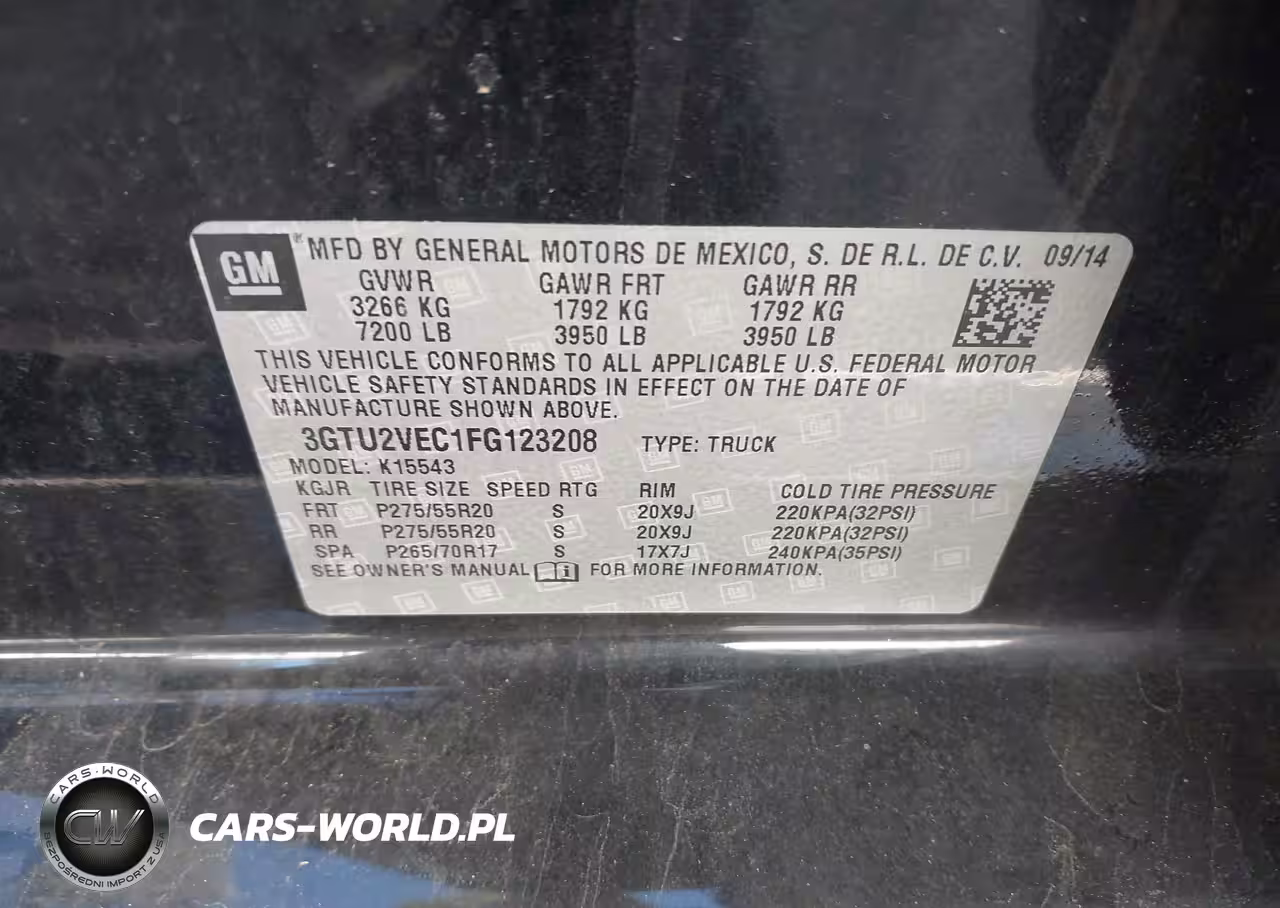 GM ® MFD BY GENERAL MOTORS DE MEXICO, S. DE R.L. DE C.V. 09/14
GVWR GAWR FRT GAWR RR
3266 KG 1792 KG 1792 KG
7200 LB 3950 LB 3950 LB
THIS VEHICLE CONFORMS TO ALL APPLICABLE U.S. FEDERAL MOTOR
VEHICLE SAFETY STANDARDS IN EFFECT ON THE DATE OF
MANUFACTURE SHOWN ABOVE.
3GTU2VEC1FG123208 TYPE: TRUCK
MODEL: K15543
KGJR TIRE SIZE SPEED RTG RIM COLD TIRE PRESSURE
FRT P275/55R20 S 20X9J 220KPA(32PSI)
RR P275/55R20 S 20X9J 220KPA(32PSI)
SPA P265/70R17 S 17X7J 240KPA(35PSI)
SEE OWNER'S MANUAL FOR MORE INFORMATION.
CARS-WORLD
CW
BEZPOŚREDNI IMPORT Z USA
CARS-WORLD.PL